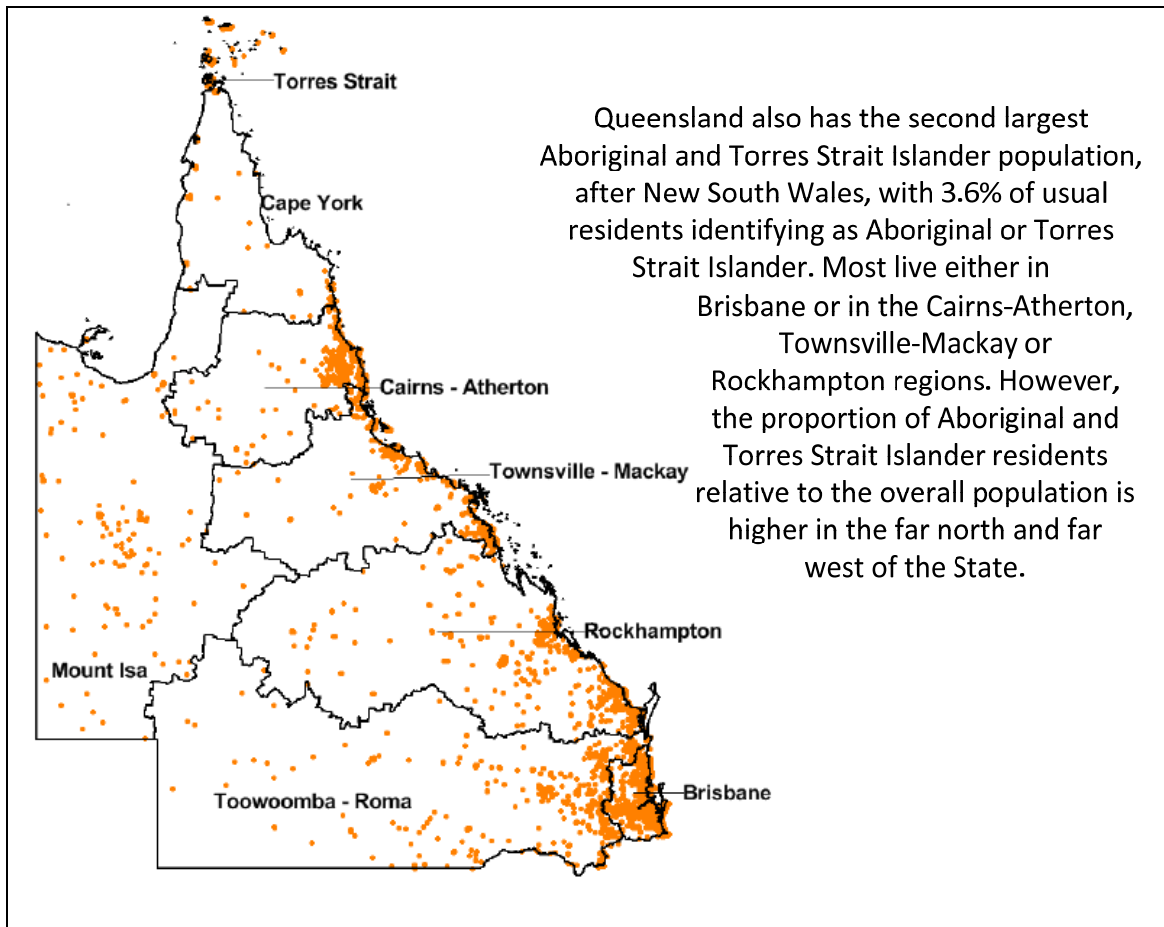 Torres Strait
Cape York
Cairns - Atherton
Townsville - Mackay
Rockhampton
Mount Isa
Toowoomba - Roma
Brisbane
Queensland also has the second largest
Aboriginal and Torres Strait Islander population,
after New South Wales, with 3.6% of usual
residents identifying as Aboriginal or Torres
Strait Islander. Most live either in
Brisbane or in the Cairns-Atherton,
Townsville-Mackay or
Rockhampton regions. However,
the proportion of Aboriginal and
Torres Strait Islander residents
relative to the overall population is
higher in the far north and far
west of the State.